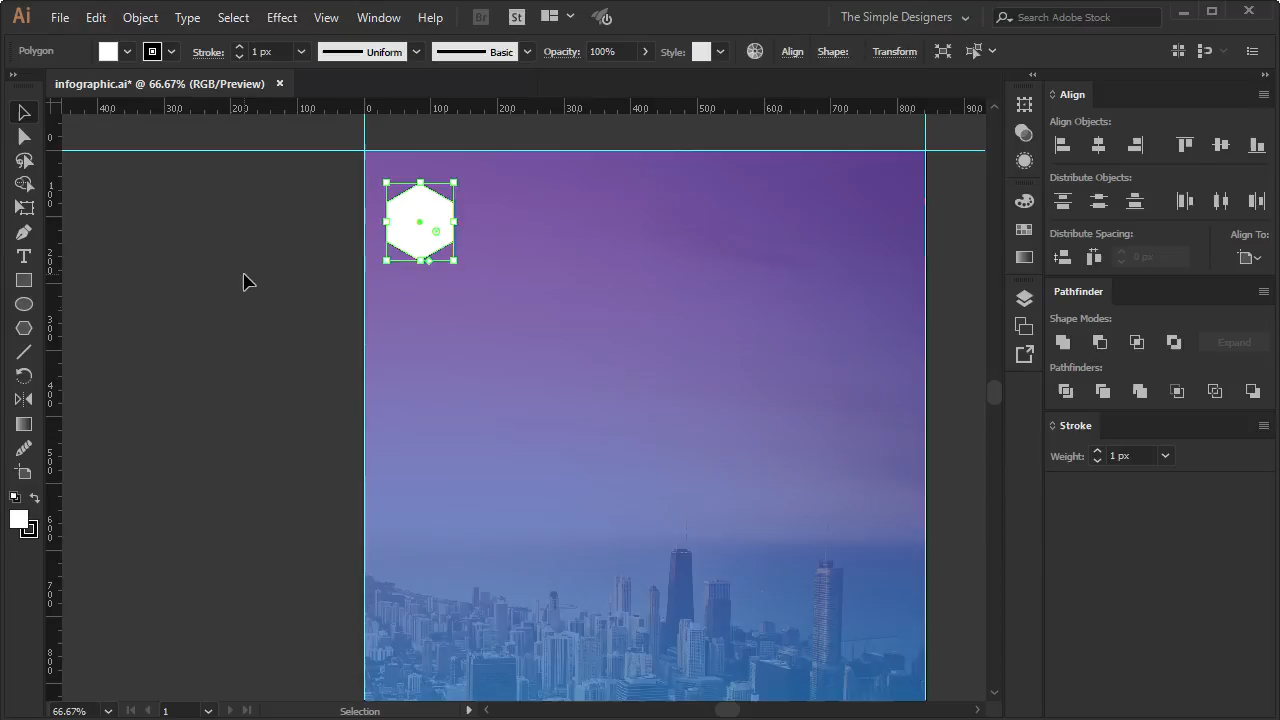 Ai File Edit Object Type Select Effect View Window Help Br St The Simple Designers Search Adobe Stock
Polygon Stroke: 1 px Uniform Basic Opacity: 100% Style: Align Shape: Transform
infographic.ai* @ 66.67% (RGB/Preview) ×
400 300 200 100 0 100 200 300 400 500 600 700 800 900
0
100
200
300
400
500
600
700
800
Align
Align Objects:
Distribute Objects:
Distribute Spacing: Align To:
0 px
Pathfinder
Shape Modes:
Expand
Pathfinders:
Stroke
Weight: 1 px
66.67% 1 Selection